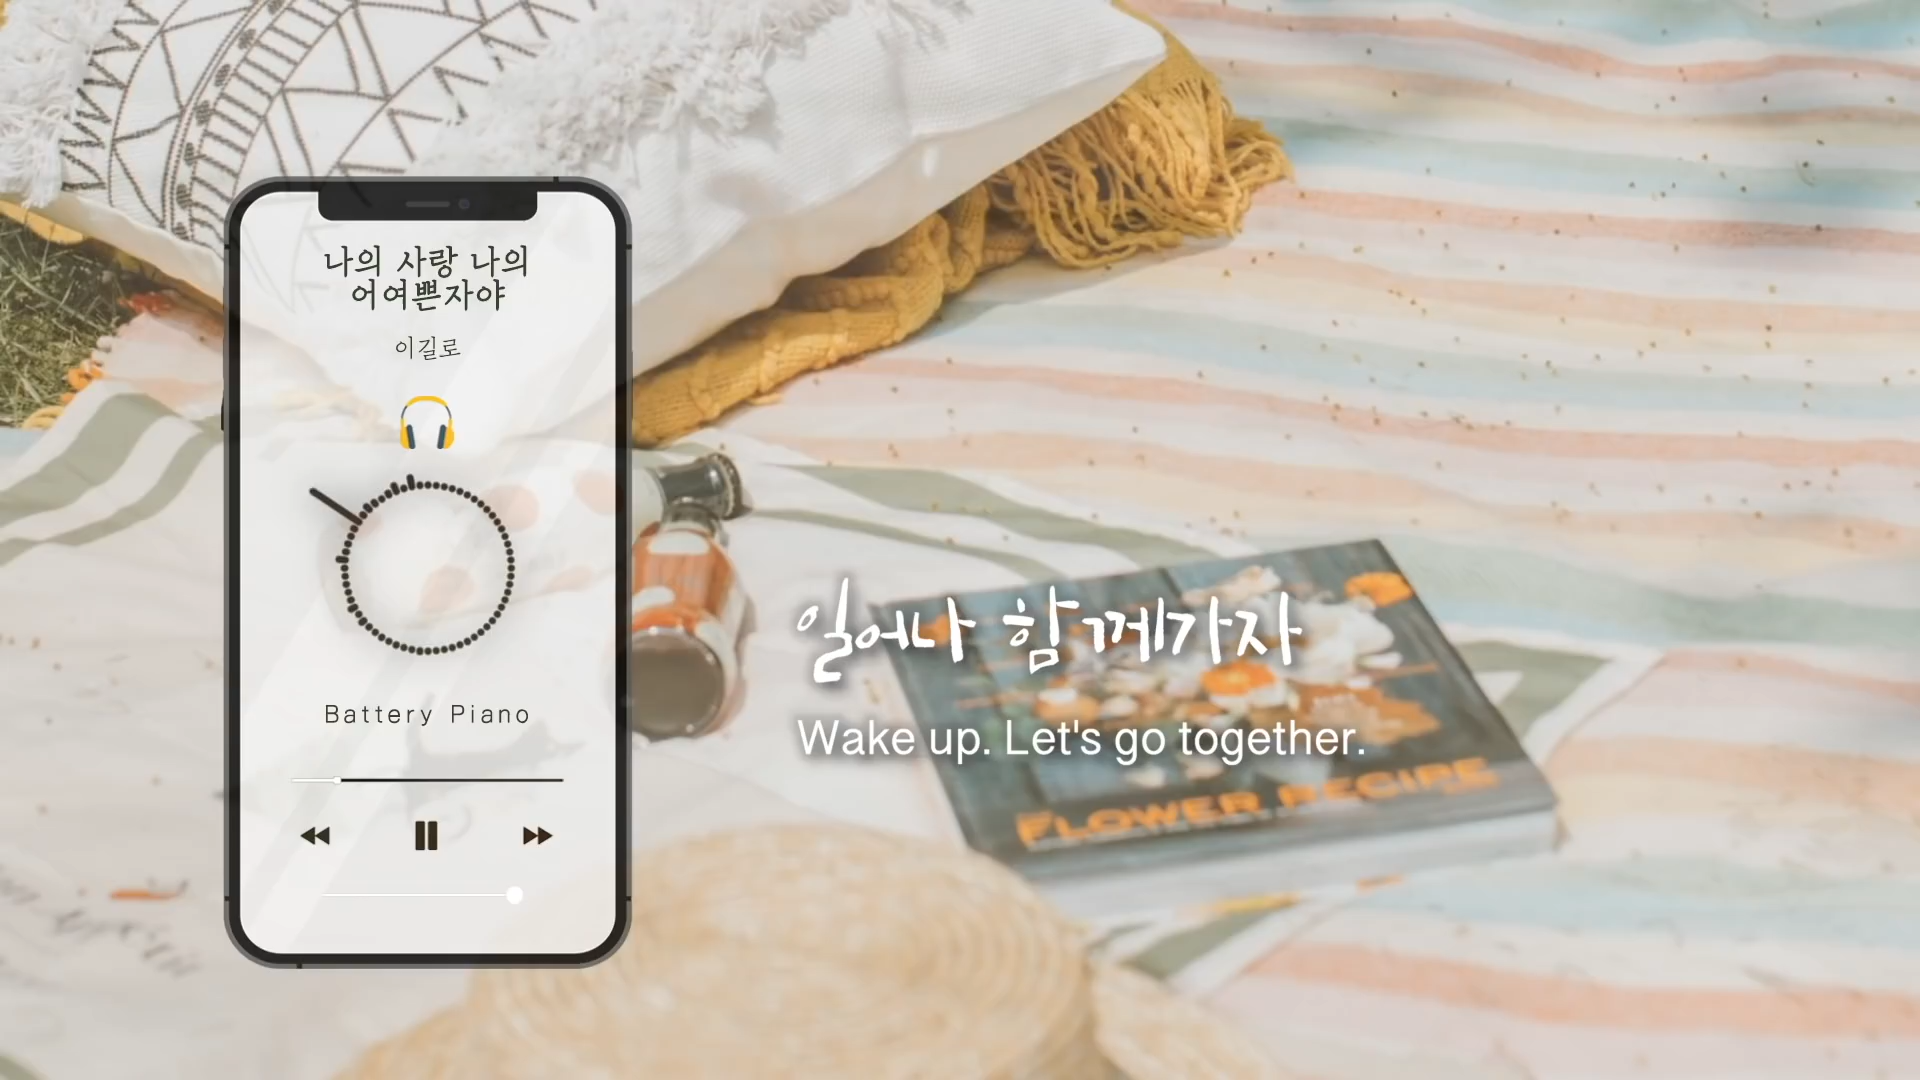 나의 사랑 나의
어여쁜자야
이길로
Battery Piano
일어나 함께가자
Wake up. Let's go together.
FLOWER RECIPE